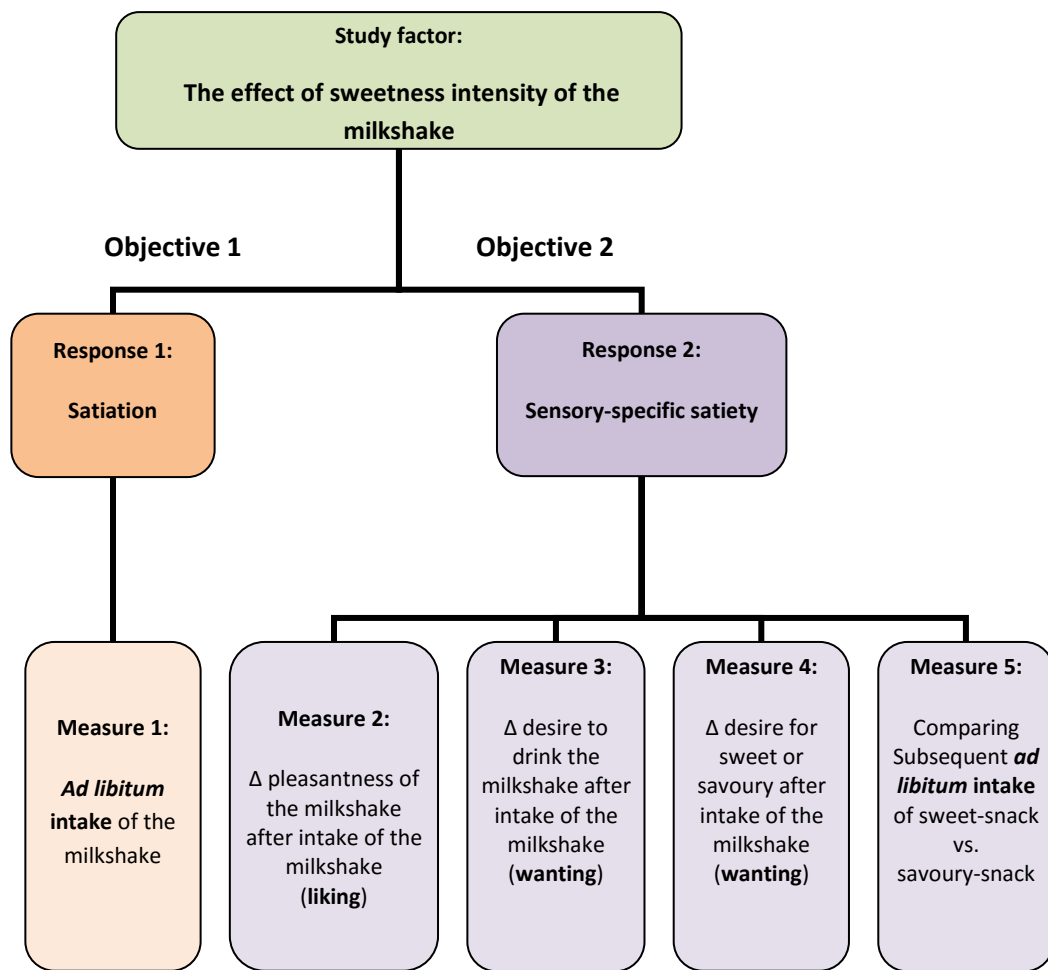 Study factor:
The effect of sweetness intensity of the
milkshake
Objective 1
Objective 2
Response 1:
Satiation
Response 2:
Sensory-specific satiety
Measure 1:
Ad libitum
intake of the
milkshake
Measure 2:
Δ pleasantness of
the milkshake
after intake of the
milkshake
(liking)
Measure 3:
Δ desire to
drink the
milkshake after
intake of the
milkshake
(wanting)
Measure 4:
Δ desire for
sweet or
savoury after
intake of the
milkshake
(wanting)
Measure 5:
Comparing
Subsequent ad
libitum intake
of sweet-snack
vs.
savoury-snack